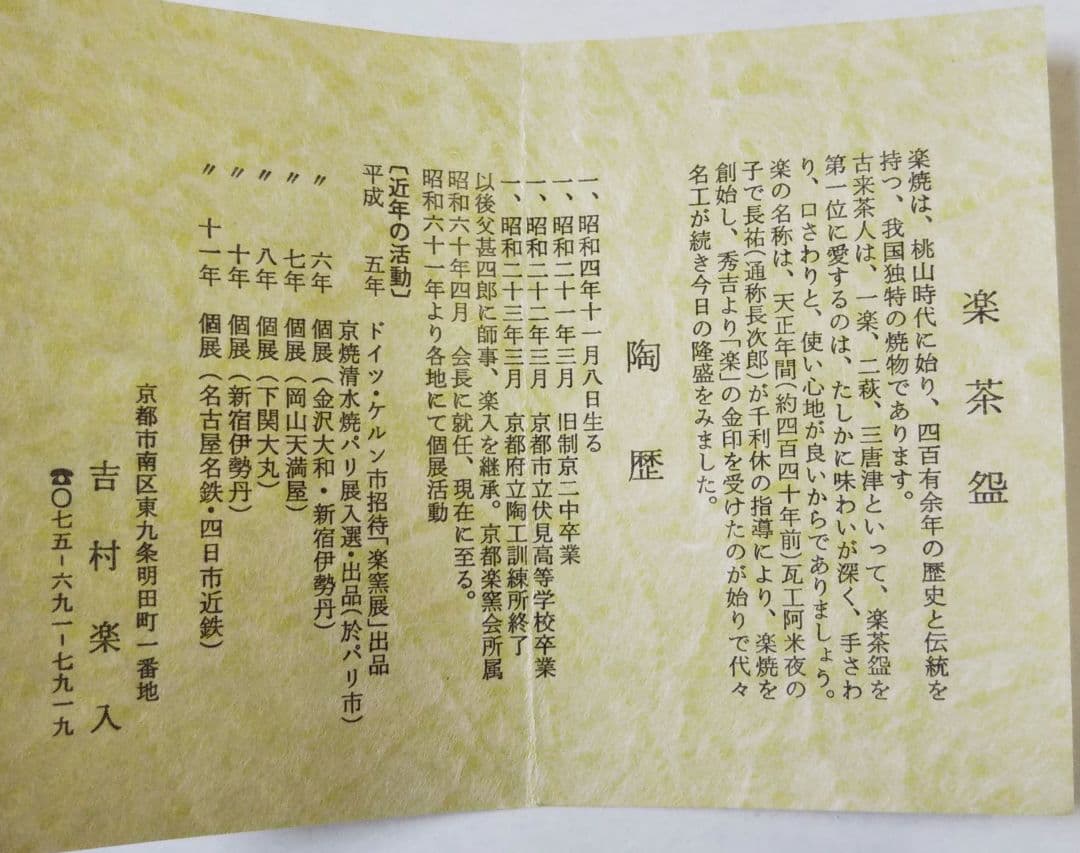 楽茶盌
楽焼は、桃山時代に始り、四百有余年の歴史と伝統を
持つ、我国独特の焼物であります。
古来茶人は、一楽、二萩、三唐津といって、楽茶盌を
第一位に愛するのは、たしかに味わいが深く、手さわ
り、口さわりと、使い心地が良いからでありましょう。
楽の名称は、天正年間(約四百四十年前)瓦工阿米夜の
子で長祐(通称長次郎)が千利休の指導により、楽焼を
創始し、秀吉より「楽」の金印を受けたのが始りで代々
名工が続き今日の隆盛をみました。
陶歴
一、昭和四年十一月八日生る
一、昭和二十一年三月 旧制京二中卒業
一、昭和二十二年三月 京都市立伏見高等学校卒業
一、昭和二十三年三月 京都府立陶工訓練所終了
以後父甚四郎に師事、楽入を継承。京都楽窯会所属
昭和六十年四月 会長に就任、現在に至る。
昭和六十一年より各地にて個展活動
〔近年の活動〕
平成 五年 ドイツ・ケルン市招待「楽窯展」出品
京焼清水焼パリ展入選・出品(於パリ市)
〃 六年 個展(金沢大和・新宿伊勢丹)
〃 七年 個展(岡山天満屋)
〃 八年 個展(下関大丸)
〃 十年 個展(新宿伊勢丹)
〃 十一年 個展(名古屋名鉄・四日市近鉄)
京都市南区東九条明田町一番地
吉村楽入
☎〇七五-六九一-七九一九